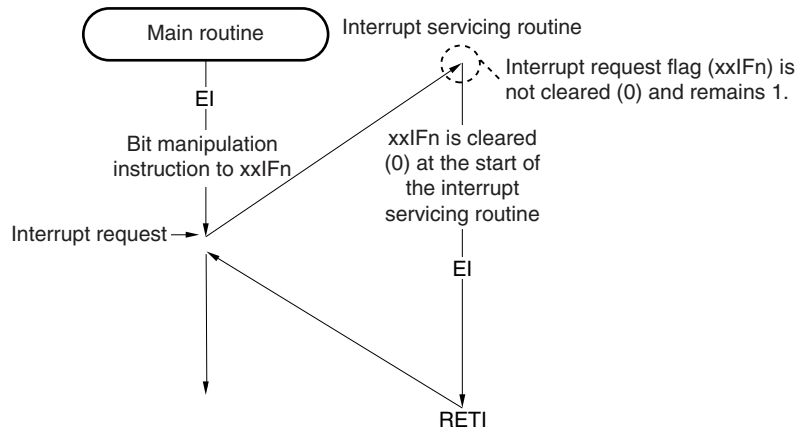 Main routine
Interrupt servicing routine
Interrupt request flag (xxIFn) is
not cleared (0) and remains 1.
EI
Bit manipulation
instruction to xxIFn
xxIFn is cleared
(0) at the start of
the interrupt
servicing routine
Interrupt request
EI
RETI